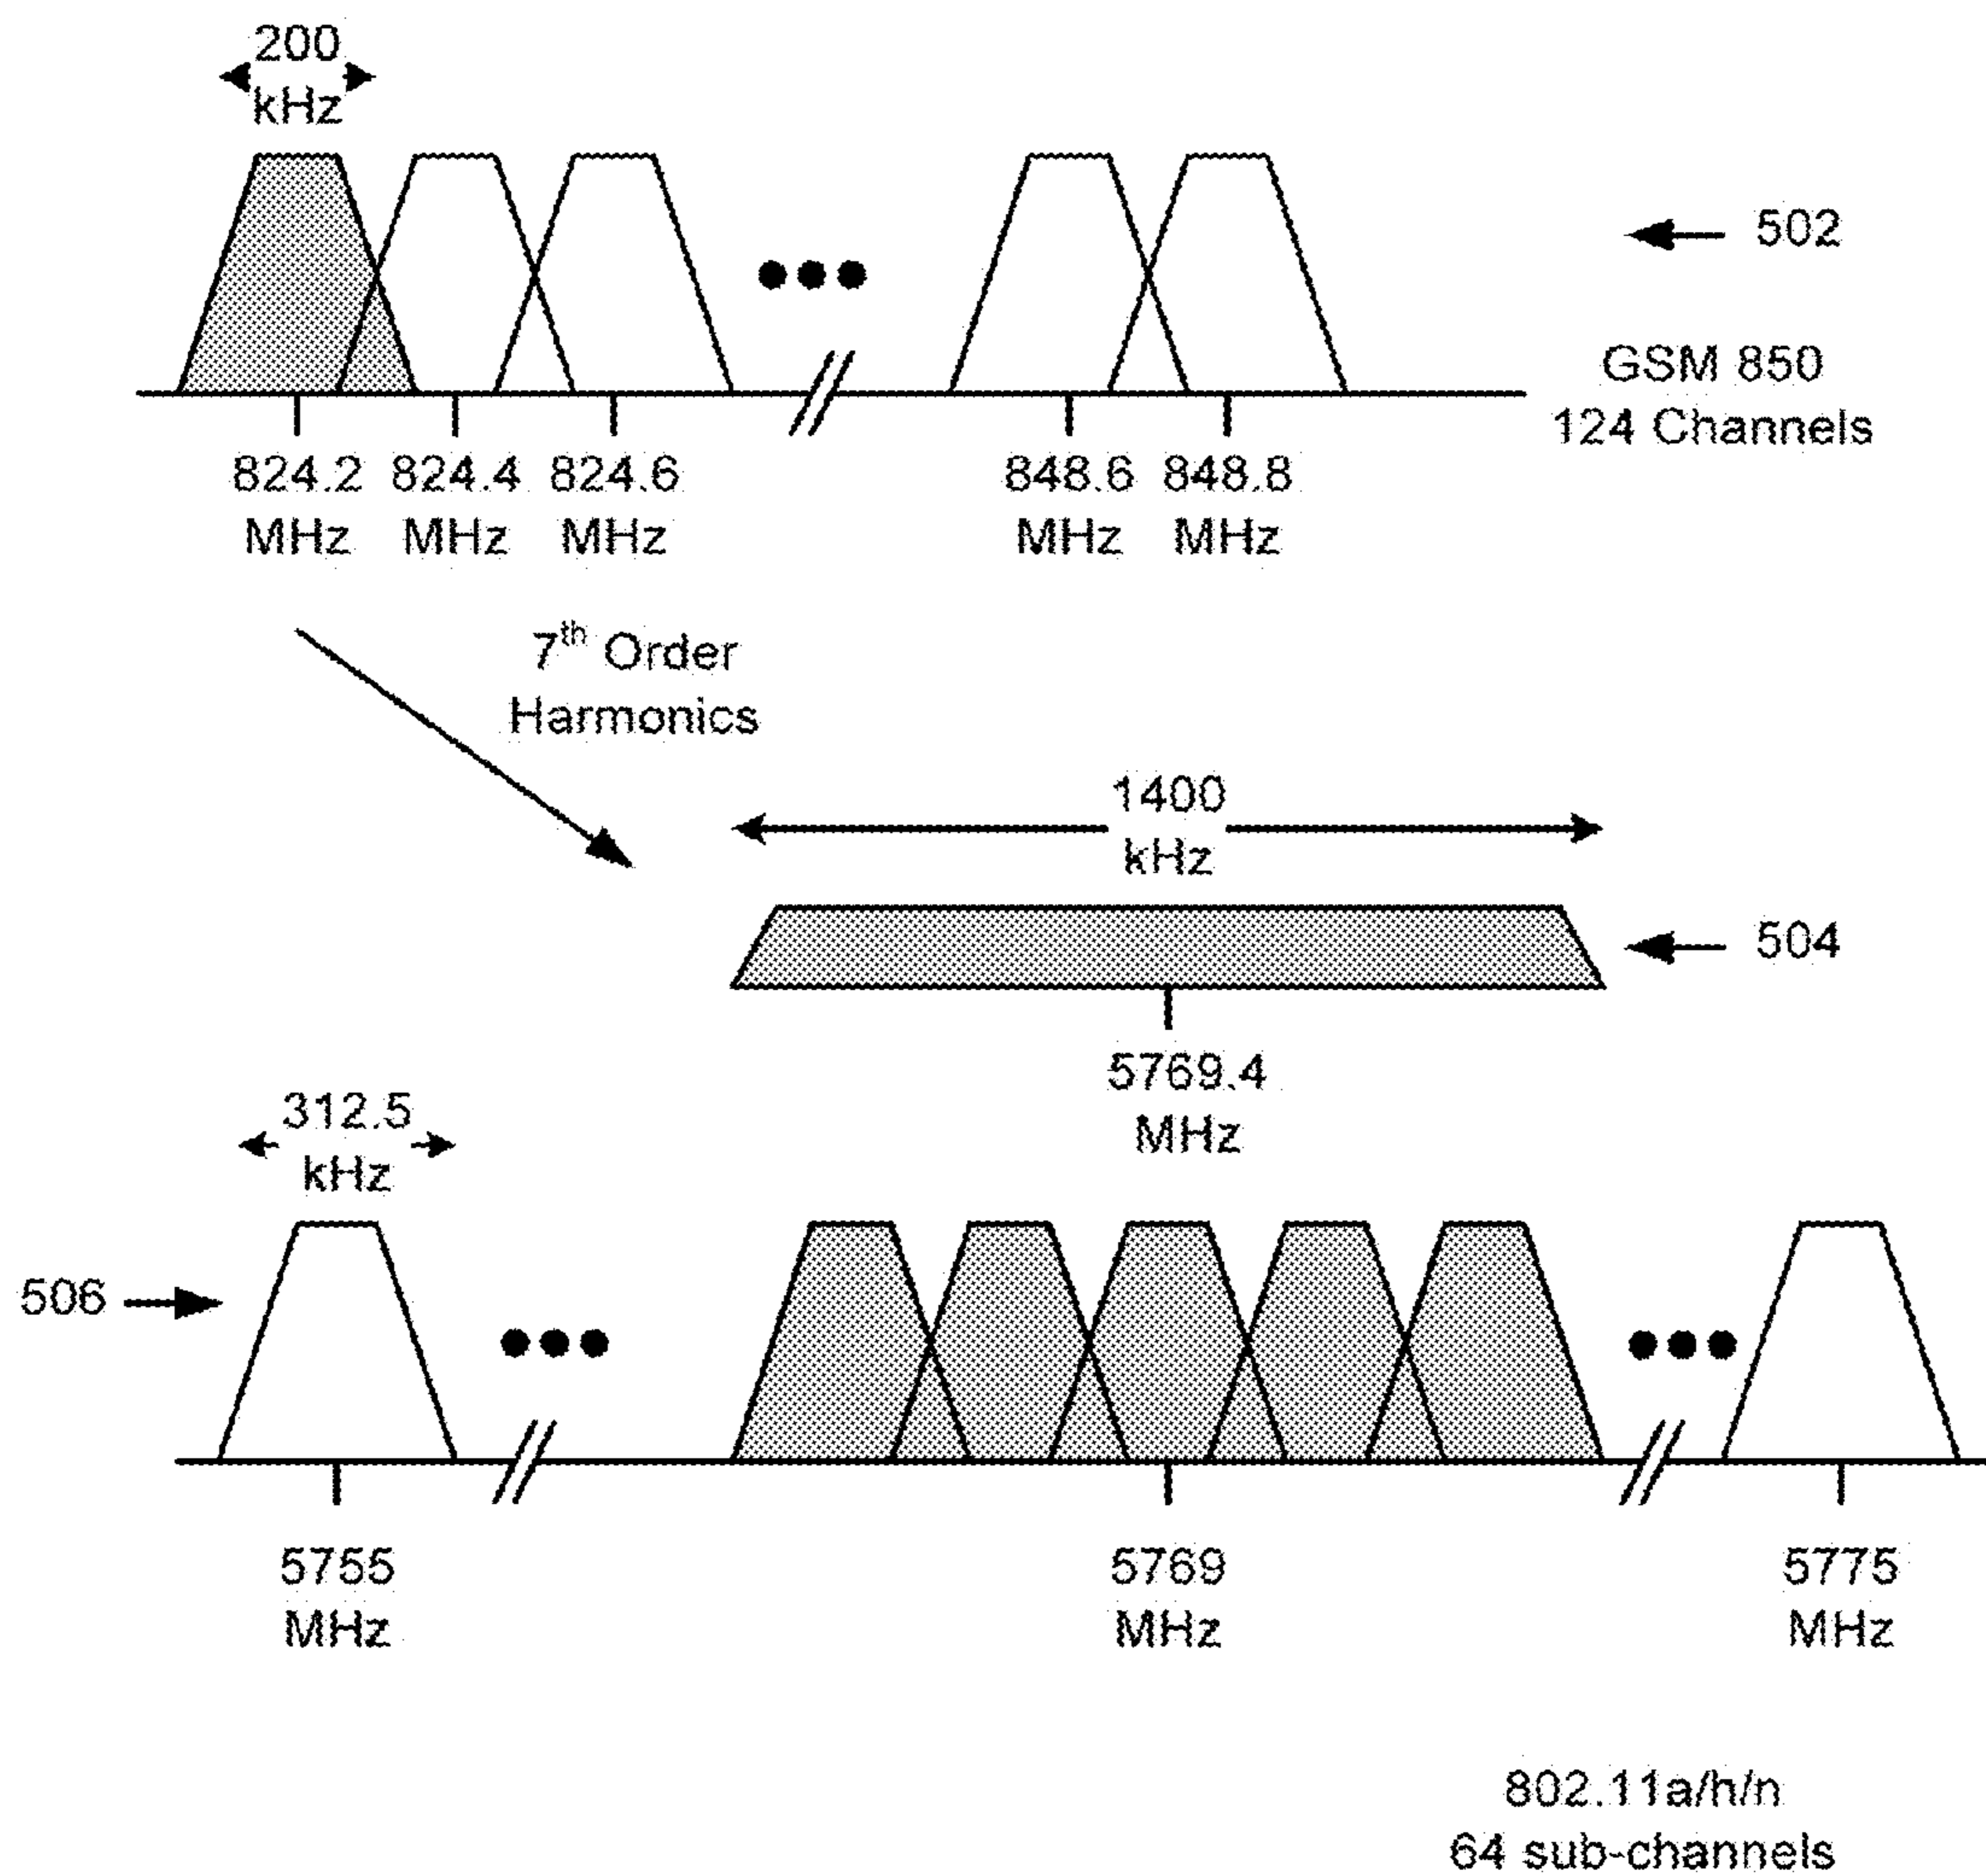 200
kHz
502
GSM 850
124 Channels
824.2 824.4 824.6 848.6 848.8
MHz MHz MHz MHz MHz
7th Order
Harmonics
1400
kHz
504
5769.4
MHz
312.5
kHz
506
5755 5769 5775
MHz MHz MHz
802.11a/h/n
64 sub-channels